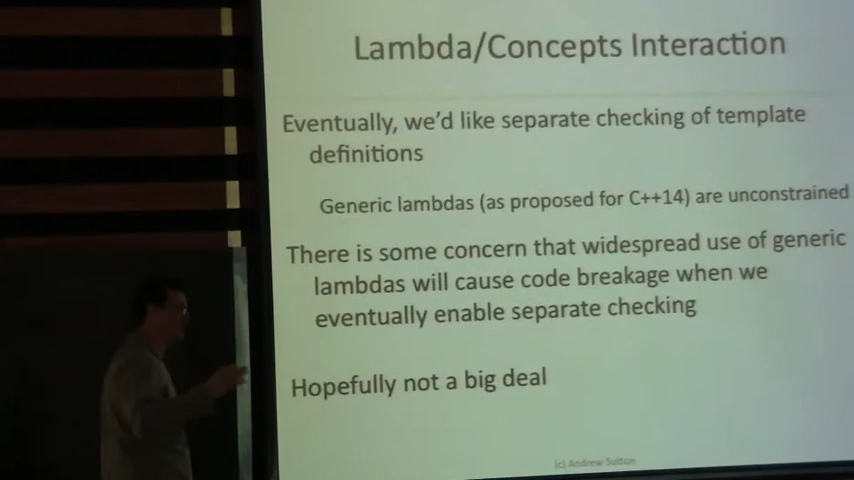 Lambda/Concepts Interaction
Eventually, we'd like separate checking of template
definitions
Generic lambdas (as proposed for C++14) are unconstrained
There is some concern that widespread use of generic
lambdas will cause code breakage when we
eventually enable separate checking
Hopefully not a big deal
(c) Andrew Sutton